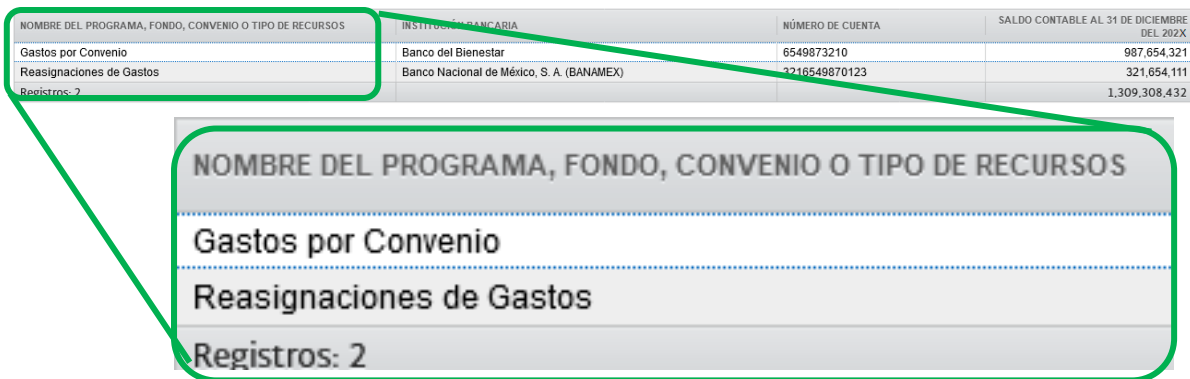 NOMBRE DEL PROGRAMA, FONDO, CONVENIO O TIPO DE RECURSOS INSTITUCIÓN BANCARIA NÚMERO DE CUENTA SALDO CONTABLE AL 31 DE DICIEMBRE DEL 202X
Gastos por Convenio Banco del Bienestar 6549873210 987,654,321
Reasignaciones de Gastos Banco Nacional de México, S. A. (BANAMEX) 3216549870123 321,654,111
Registros: 2 1,309,308,432
NOMBRE DEL PROGRAMA, FONDO, CONVENIO O TIPO DE RECURSOS
Gastos por Convenio
Reasignaciones de Gastos
Registros: 2